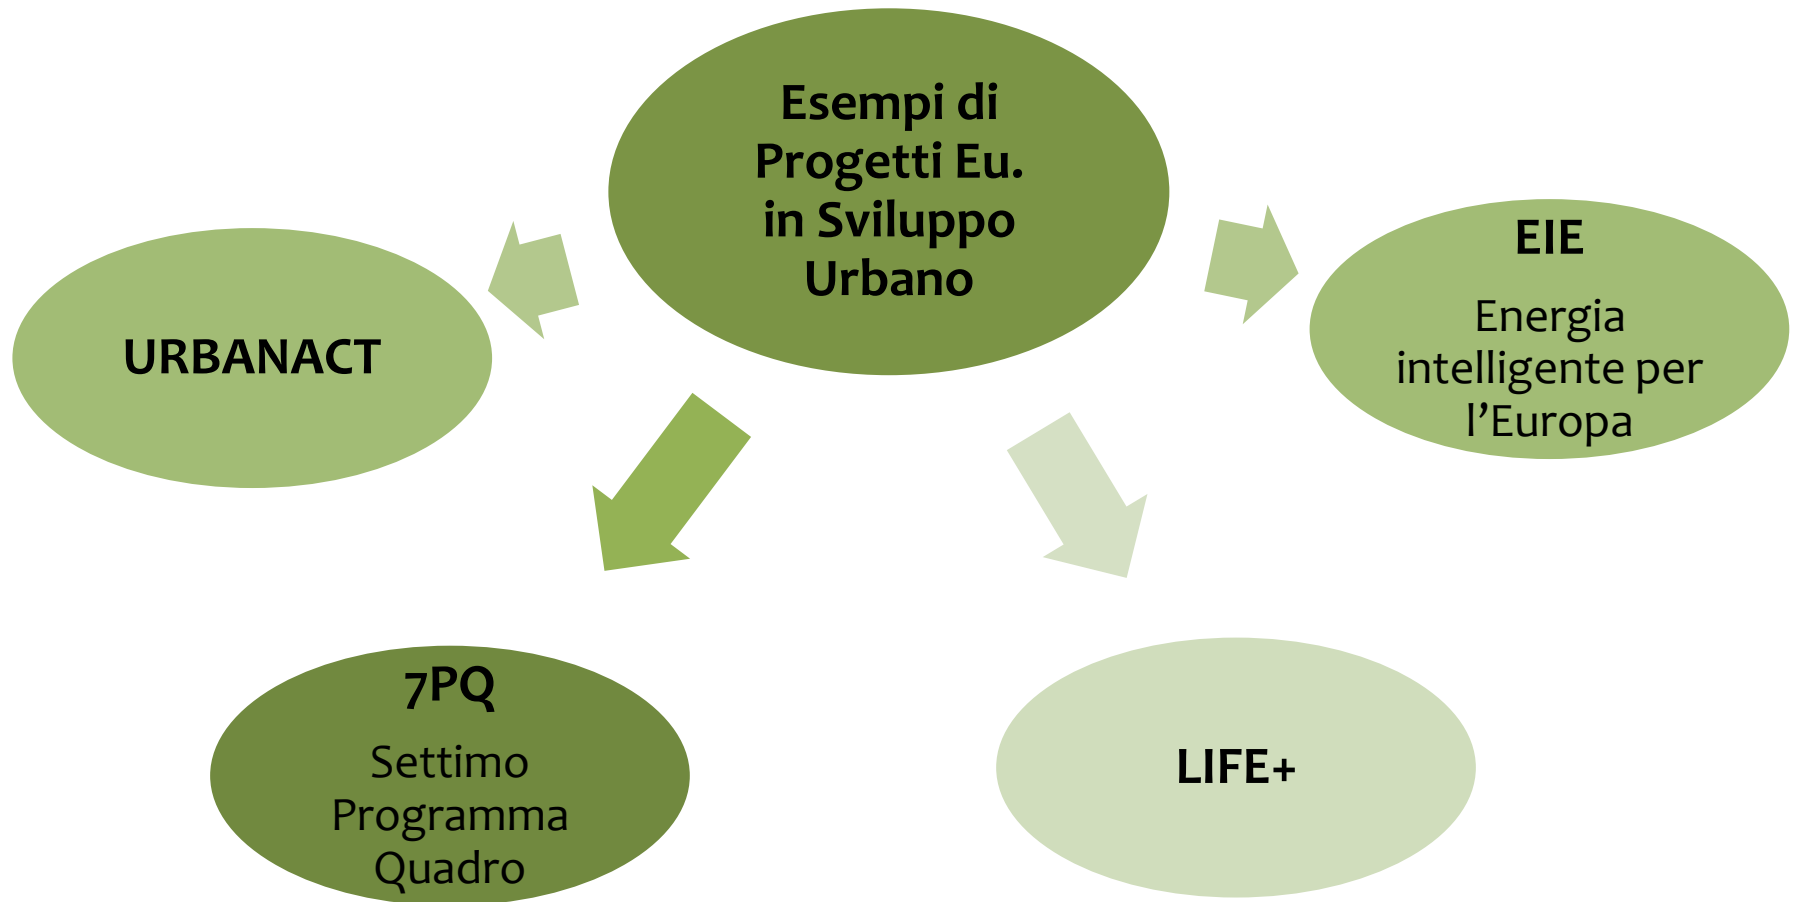 Esempi di
Progetti Eu.
in Sviluppo
Urbano
URBANACT
EIE
Energia
intelligente per
l’Europa
7PQ
Settimo
Programma
Quadro
LIFE+